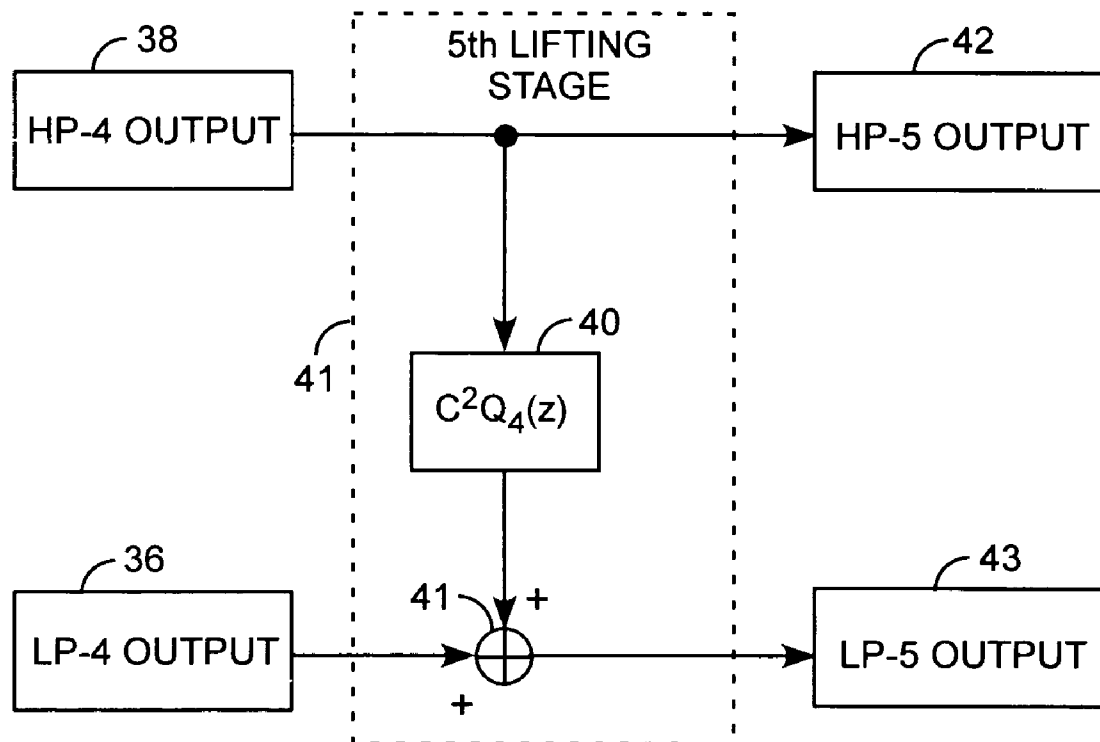 38
5th LIFTING
STAGE
42
HP-4 OUTPUT
HP-5 OUTPUT
41
40
C²Q₄(z)
36
41
+
43
LP-4 OUTPUT
+
LP-5 OUTPUT